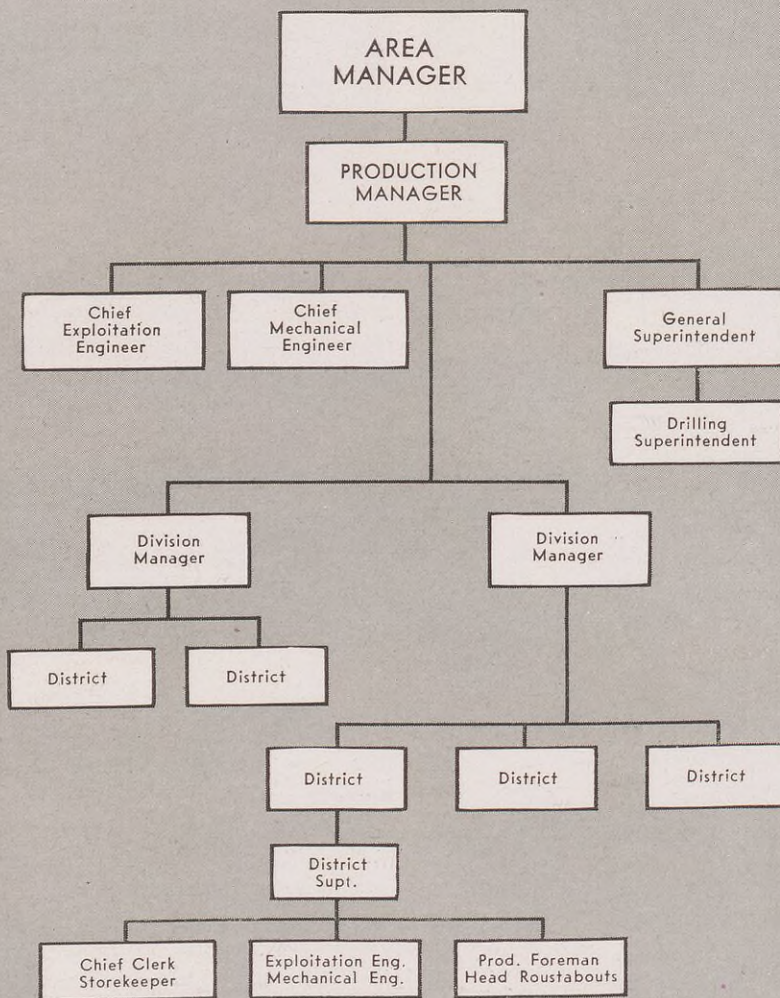 AREA
MANAGER
PRODUCTION
MANAGER
Chief
Exploitation
Engineer
Chief
Mechanical
Engineer
General
Superintendent
Drilling
Superintendent
Division
Manager
Division
Manager
District
District
District
District
District
District
Supt.
Chief Clerk
Storekeeper
Exploitation Eng.
Mechanical Eng.
Prod. Foreman
Head Roustabouts